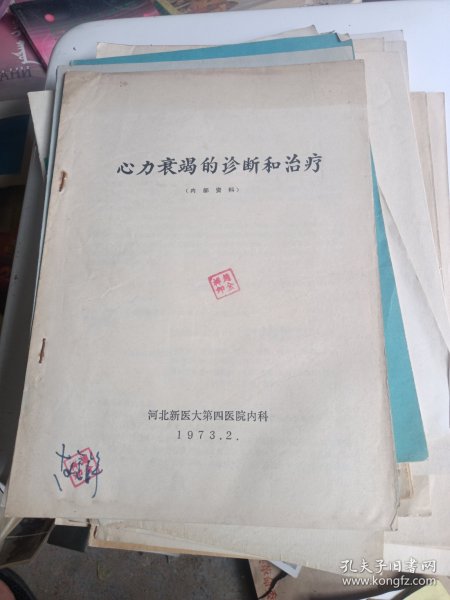 心力衰竭的诊断和治疗
(内部资料)
河北新医大第四医院内科
1973.2.
孔夫子旧书网
www.kongfz.com